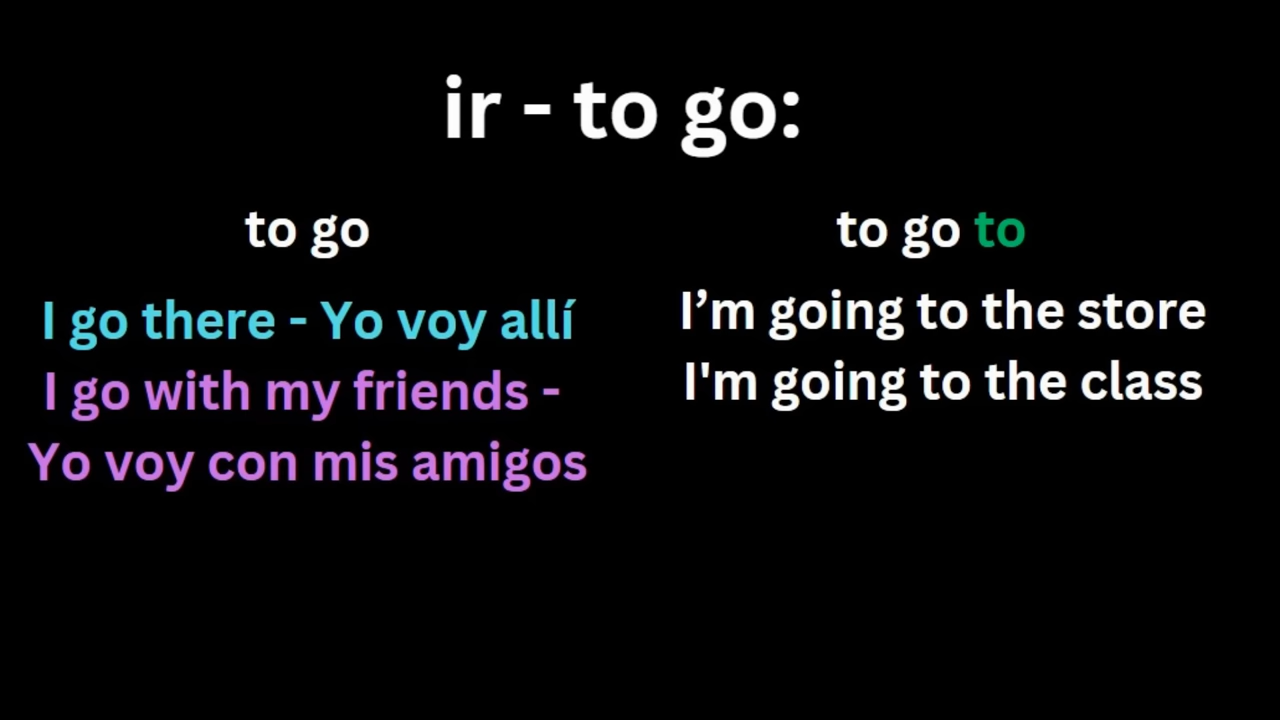 ir - to go:
to go
I go there - Yo voy allí
I go with my friends -
Yo voy con mis amigos
to go to
I’m going to the store
I'm going to the class